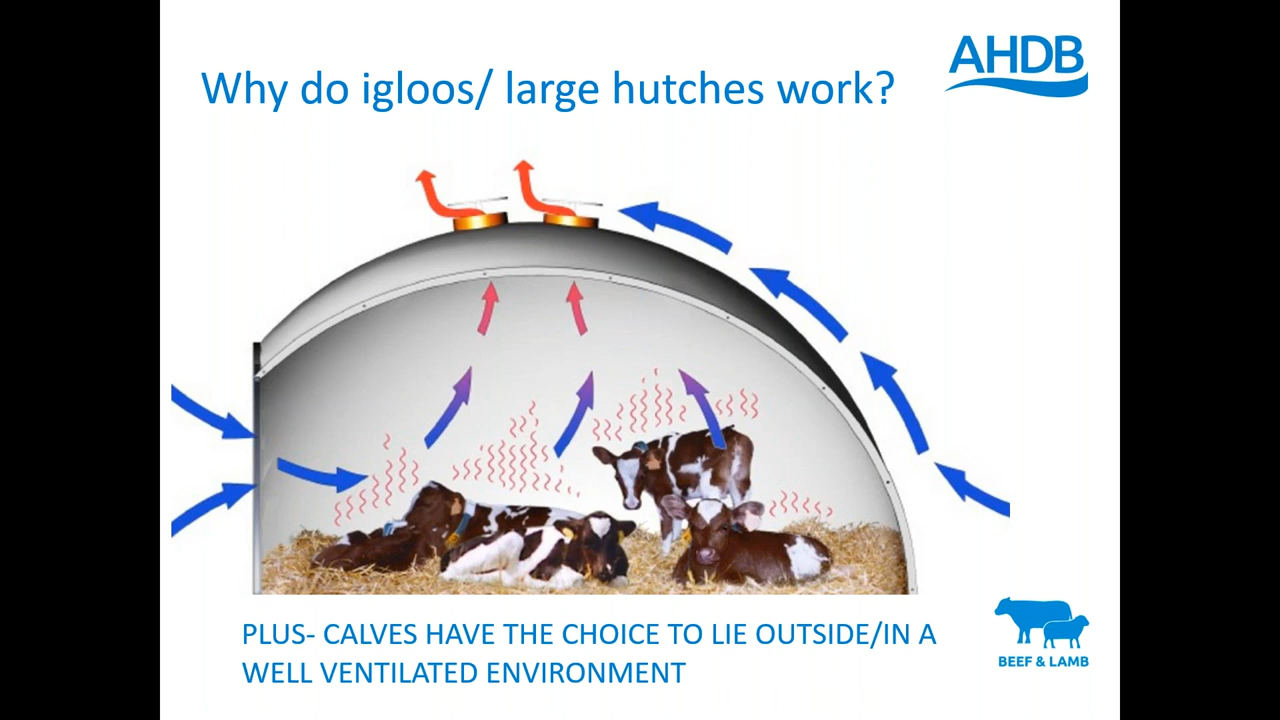 AHDB
Why do igloos/ large hutches work?
PLUS- CALVES HAVE THE CHOICE TO LIE OUTSIDE/IN A
WELL VENTILATED ENVIRONMENT
BEEF & LAMB